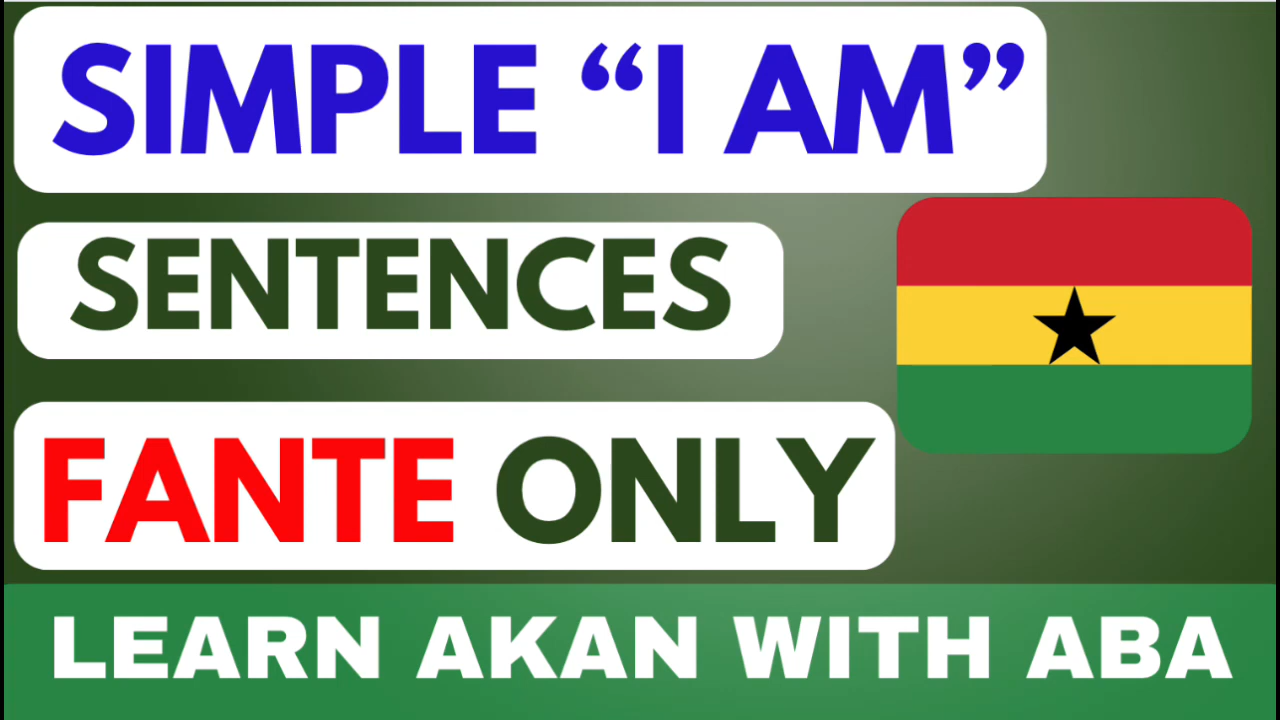 SIMPLE “I AM”
SENTENCES
FANTE ONLY
LEARN AKAN WITH ABA